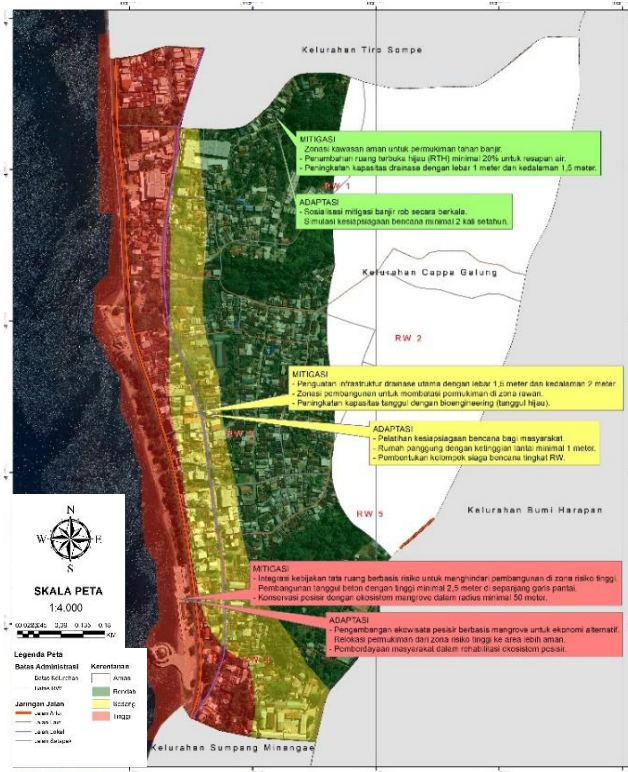 Kelurahan Tiro Sompe
MITIGASI
Zonasi kawasan aman untuk permukiman tahan banjir.
- Penambahan ruang terbuka hijau (RTH) minimal 20% untuk resapan air.
- Peningkatan kapasitas drainase dengan lebar 1 meter dan kedalaman 1,5 meter.
RW 1
ADAPTASI
- Sosialisasi mitigasi banjir rob secara berkala.
Simulasi kesiapsiagaan bencana minimal 2 kali setahun.
Kelurahan Cappa Galung
RW 2
MITIGASI
- Penguatan infrastruktur drainase utama dengan lebar 1,5 meter dan kedalaman 2 meter
- Zonasi pembangunan untuk membatasi permukiman di zona rawan.
- Peningkatan kapasitas tanggul dengan bioengineering (tanggul hijau).
ADAPTASI
- Pelatihan kesiapsiagaan bencana bagi masyarakat.
- Rumah panggung dengan ketinggian lantai minimal 1 meter.
- Pembentukan kelompok siaga bencana tingkat RW.
RW 5
Kelurahan Bumi Harapan
MITIGASI
- Integrasi kebijakan tata ruang berbasis risiko untuk menghindari pembangunan di zona risiko tinggi.
- Pembangunan tanggul beton dengan tinggi minimal 2,5 meter di sepanjang garis pantai.
- Konservasi pesisir dengan ekosistem mangrove dalam radius minimal 50 meter.
ADAPTASI
- Pengembangan ekowisata pesisir berbasis mangrove untuk ekonomi alternatif.
Relokasi permukiman dari zona risiko tinggi ke area lebih aman.
- Pemberdayaan masyarakat dalam rehabilitasi ekosistem pesisir.
Kelurahan Sumpang Minangae
N
W
E
S
SKALA PETA
1:4,000
KM
Legenda Peta
Batas Administrasi
Batas Kelurahan
Batas RW
Jaringan Jalan
Jalan Lain
Jalan Lokal
Jalan Setapak
Kerentanan
Aman
Rendah
Sedang
Tinggi